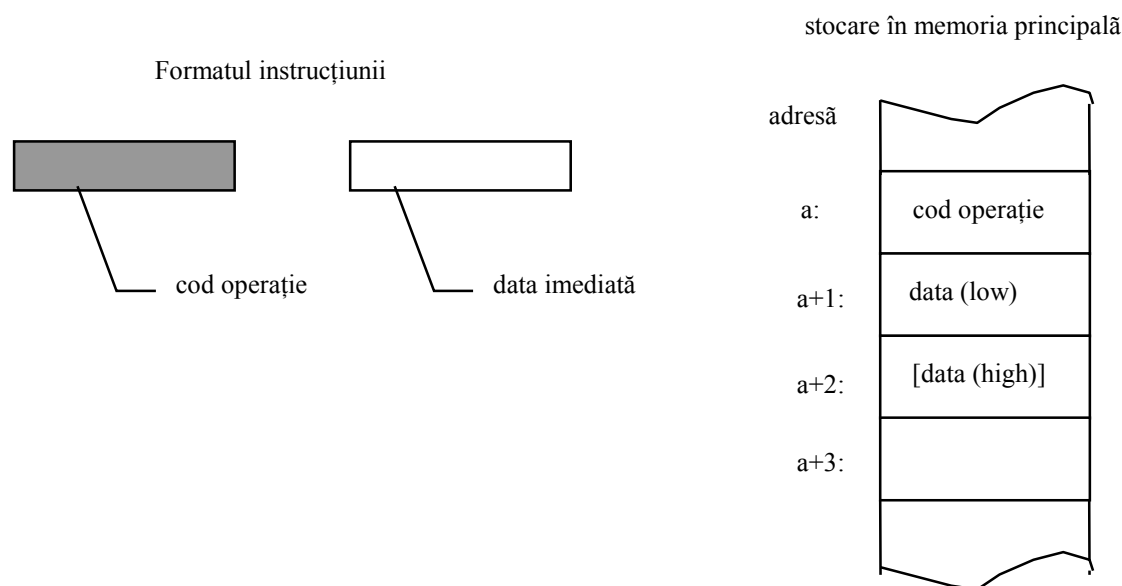 stocare în memoria principalã
Formatul instrucțiunii
adresã
cod operație
data imediată
a: cod operație
a+1: data (low)
a+2: [data (high)]
a+3: